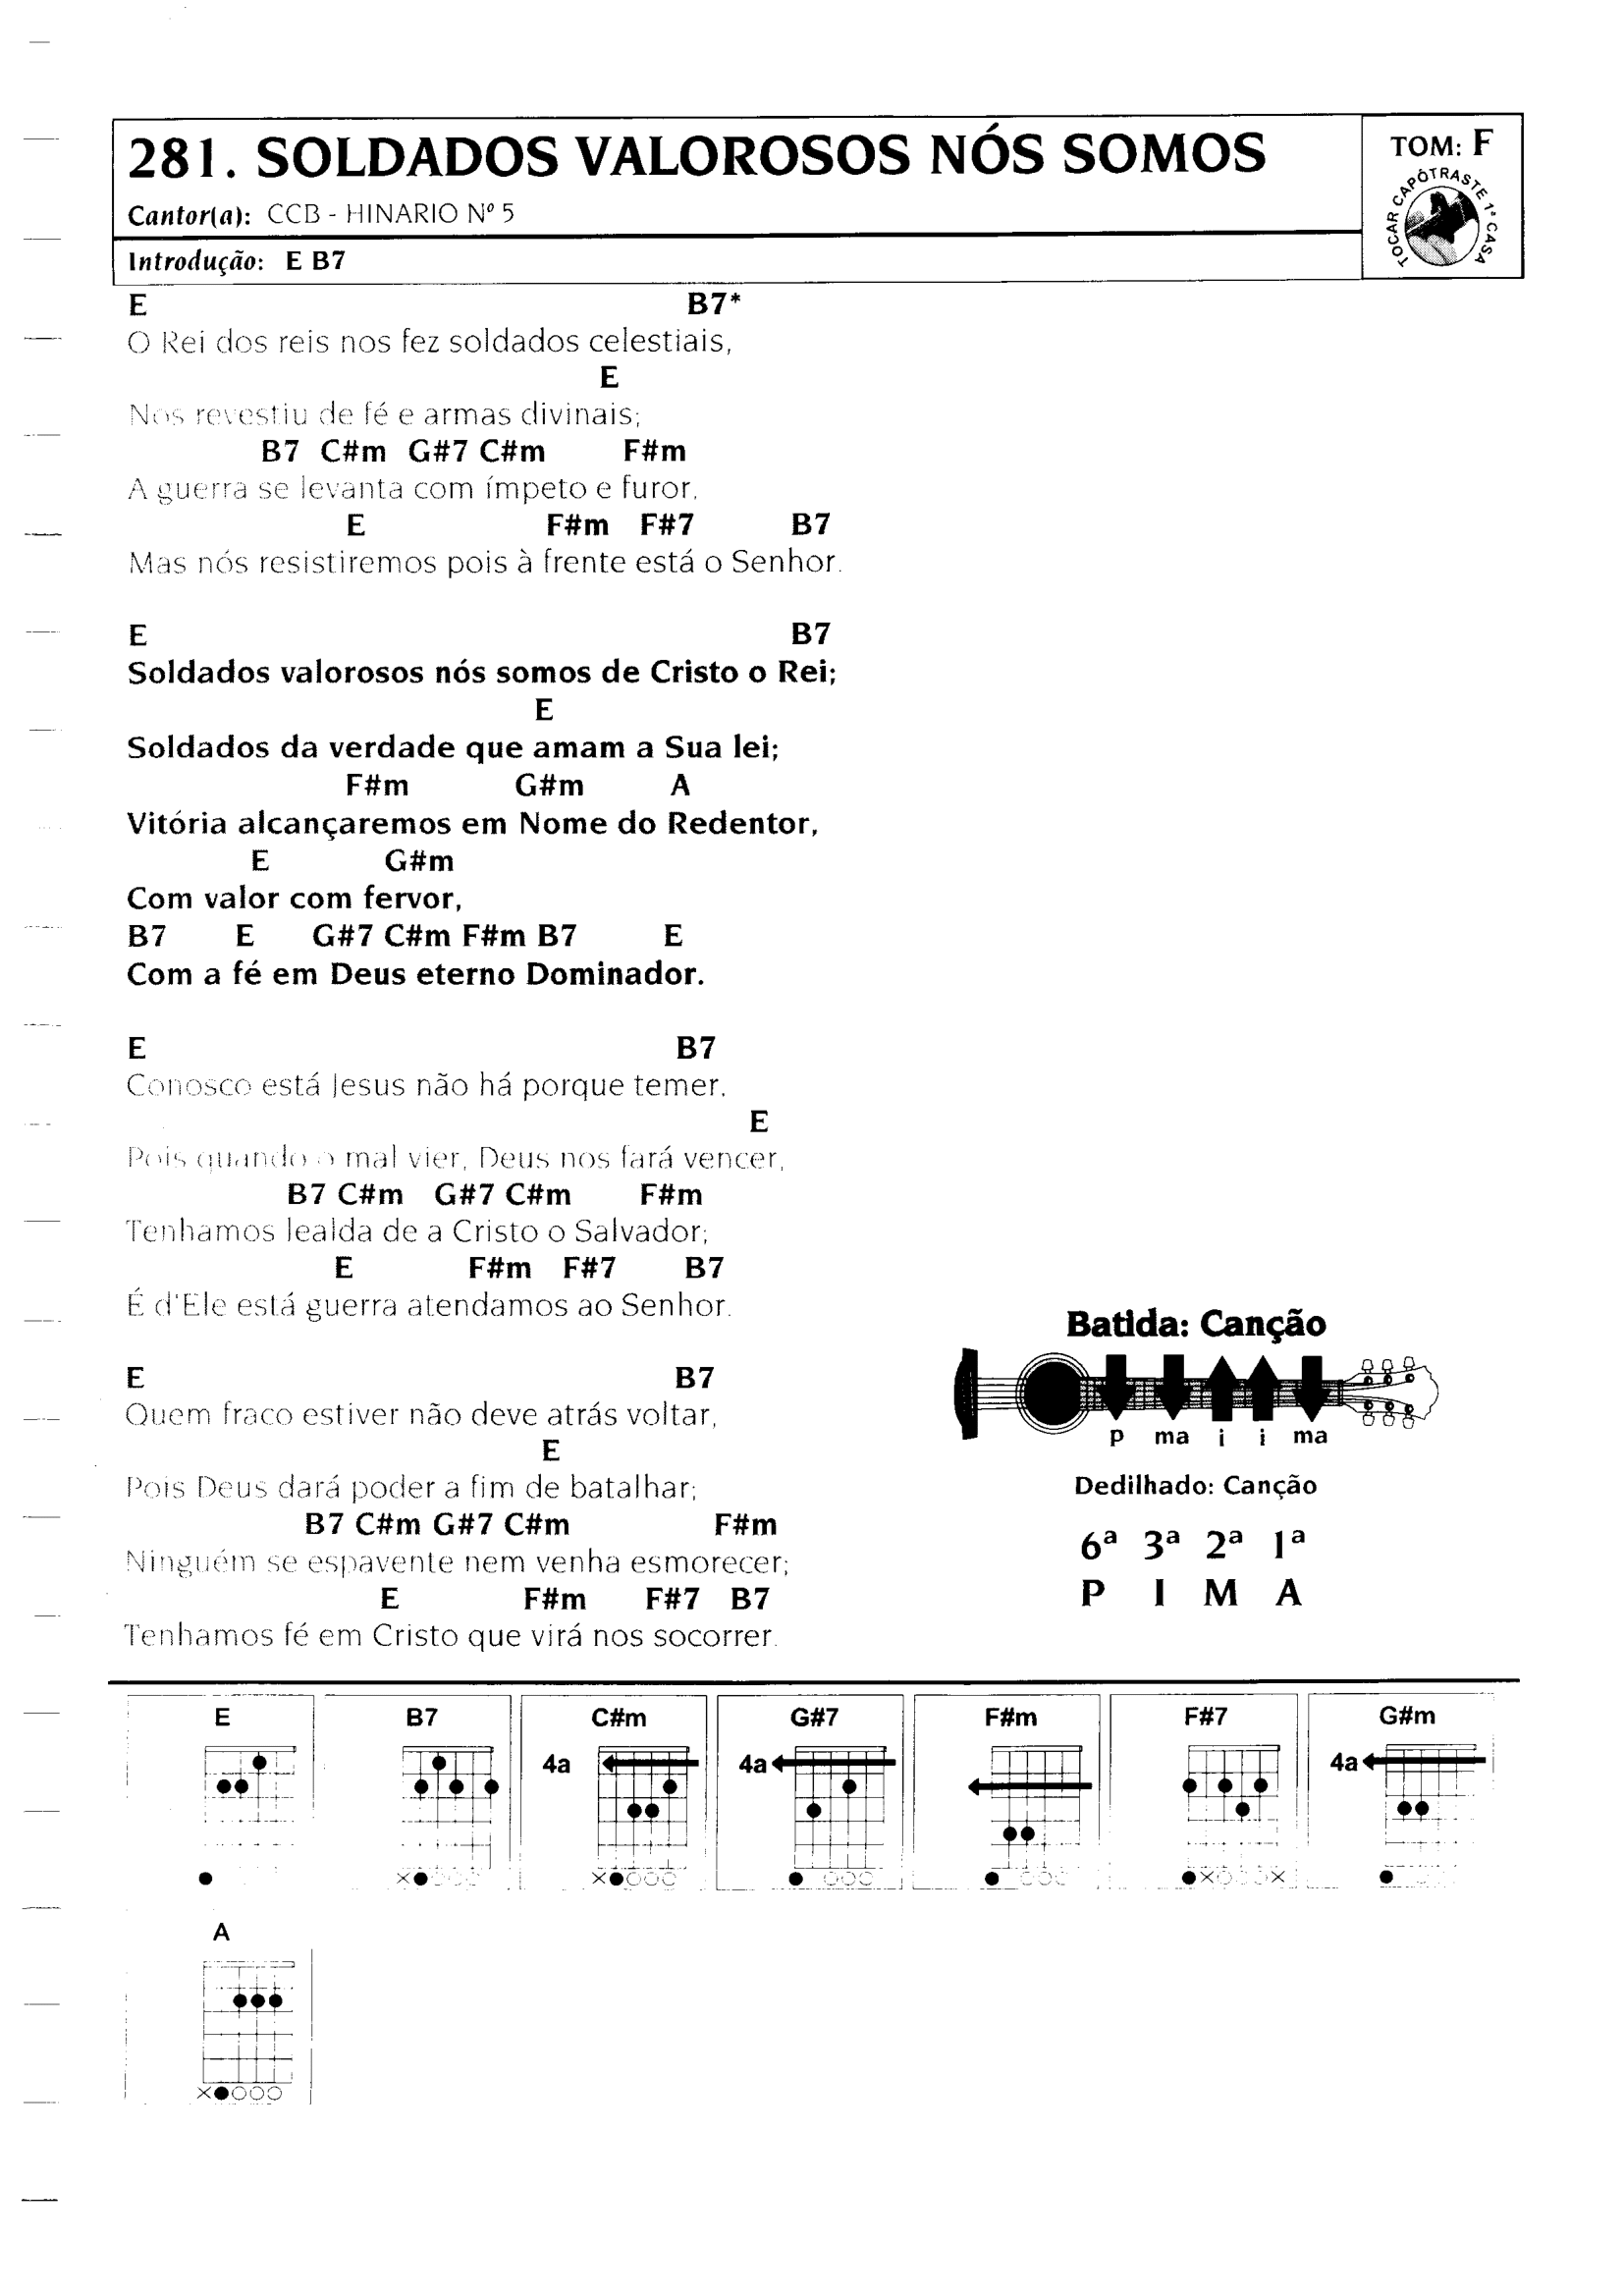 281. SOLDADOS VALOROSOS NÓS SOMOS
Cantor(a): CCB - HINARIO Nº 5
TOM: F
TOCAR CAPÔTRASTE 1ª CASA
Introdução: E B7
E B7*
O Rei dos reis nos fez soldados celestiais,
E
Nos revestiu de fé e armas divinais;
B7 C#m G#7 C#m F#m
A guerra se levanta com ímpeto e furor,
E F#m F#7 B7
Mas nós resistiremos pois à frente está o Senhor.
E B7
Soldados valorosos nós somos de Cristo o Rei;
E
Soldados da verdade que amam a Sua lei;
F#m G#m A
Vitória alcançaremos em Nome do Redentor,
E G#m
Com valor com fervor,
B7 E G#7 C#m F#m B7 E
Com a fé em Deus eterno Dominador.
E B7
Conosco está Jesus não há porque temer,
E
Pois quando o mal vier, Deus nos fará vencer,
B7 C#m G#7 C#m F#m
Tenhamos lealda de a Cristo o Salvador;
E F#m F#7 B7
É d'Ele está guerra atendamos ao Senhor.
E B7
Quem fraco estiver não deve atrás voltar,
E
Pois Deus dará poder a fim de batalhar;
B7 C#m G#7 C#m F#m
Ninguém se espavente nem venha esmorecer;
E F#m F#7 B7
Tenhamos fé em Cristo que virá nos socorrer.
Batida: Canção
p ma i i ma
Dedilhado: Canção
6ª 3ª 2ª 1ª
P I M A
E B7 C#m G#7 F#m F#7 G#m
4a 4a 4a
A